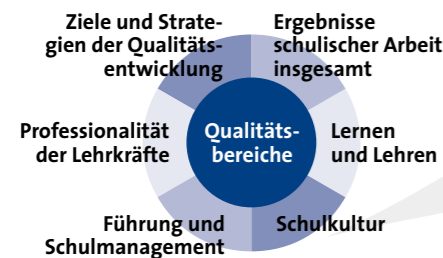 Ziele und Strate-
gien der Qualitäts-
entwicklung
Ergebnisse
schulischer Arbeit
insgesamt
Professionalität
der Lehrkräfte
Qualitäts-
bereiche
Lernen
und Lehren
Führung und
Schulmanagement
Schulkultur